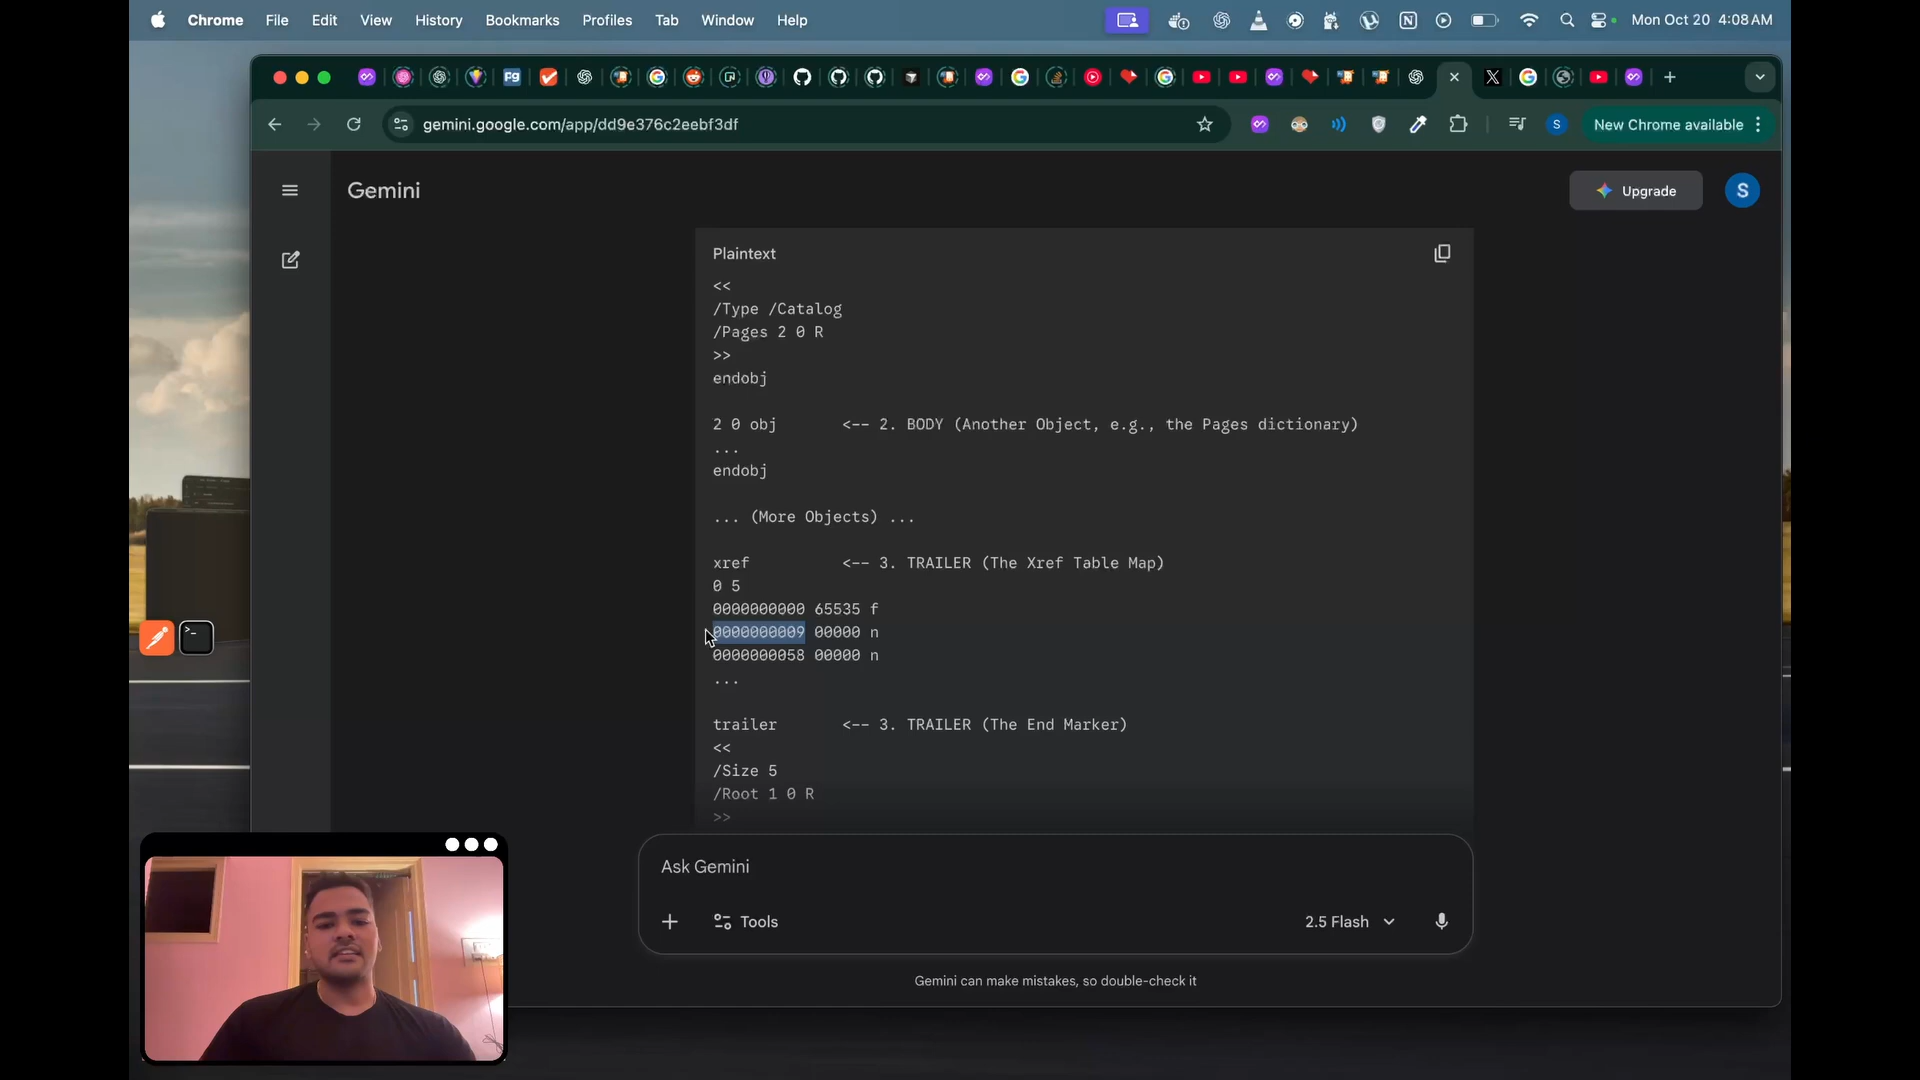 Chrome File Edit View History Bookmarks Profiles Tab Window Help Mon Oct 20 4:08 AM
gemini.google.com/app/dd9e376c2eebf3df New Chrome available
Gemini Upgrade S
Plaintext
<<
/Type /Catalog
/Pages 2 0 R
>>
endobj
2 0 obj <-- 2. BODY (Another Object, e.g., the Pages dictionary)
...
endobj
... (More Objects) ...
xref <-- 3. TRAILER (The Xref Table Map)
0 5
0000000000 65535 f
0000000009 00000 n
0000000058 00000 n
...
trailer <-- 3. TRAILER (The End Marker)
<<
/Size 5
/Root 1 0 R
>>
Ask Gemini
Tools 2.5 Flash
Gemini can make mistakes, so double-check it